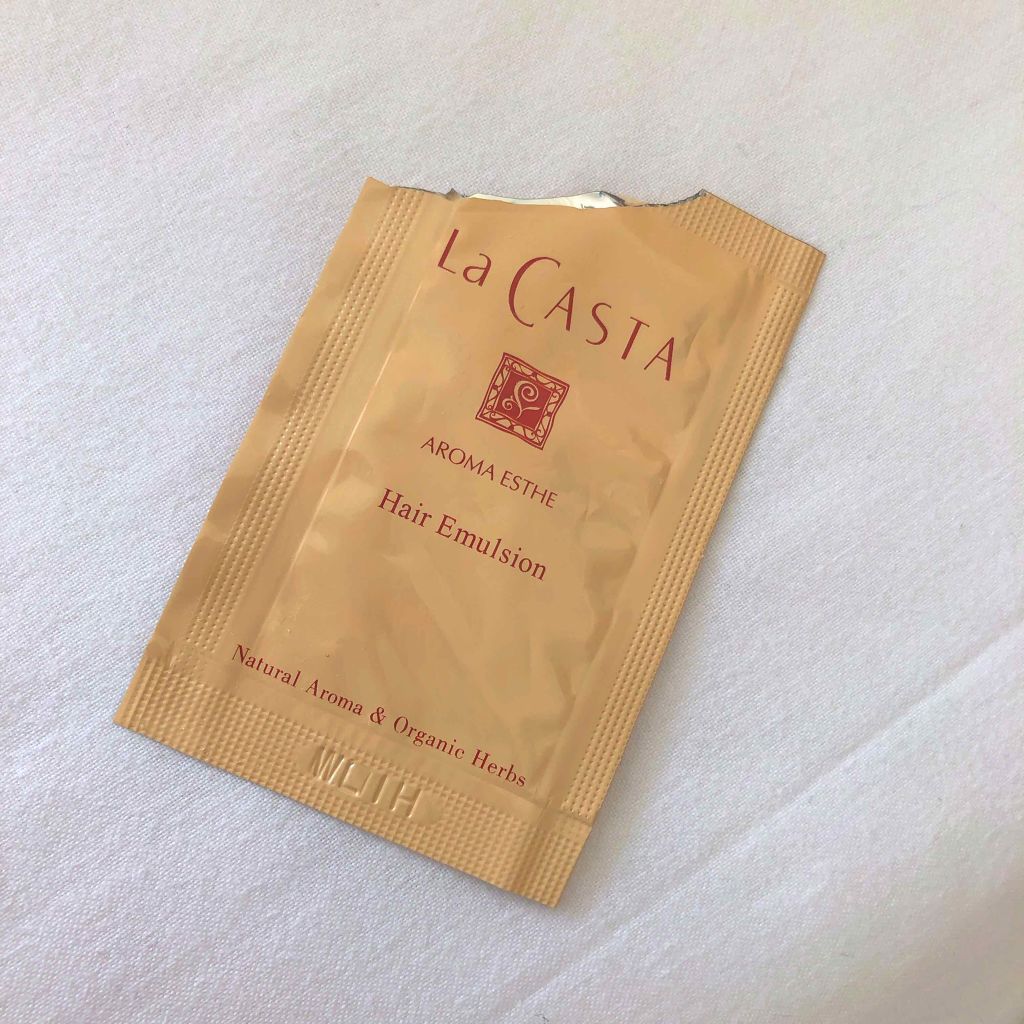 La CASTA
AROMA ESTHE
Hair Emulsion
Natural Aroma & Organic Herbs